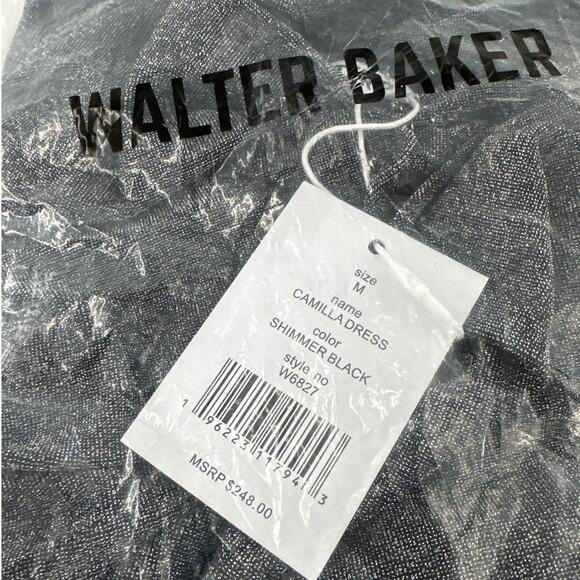 WALTER BAKER
size
M
name
CAMILLA DRESS
color
SHIMMER BLACK
style no
W6827
1 96223 11794 3
MSRP $248.00